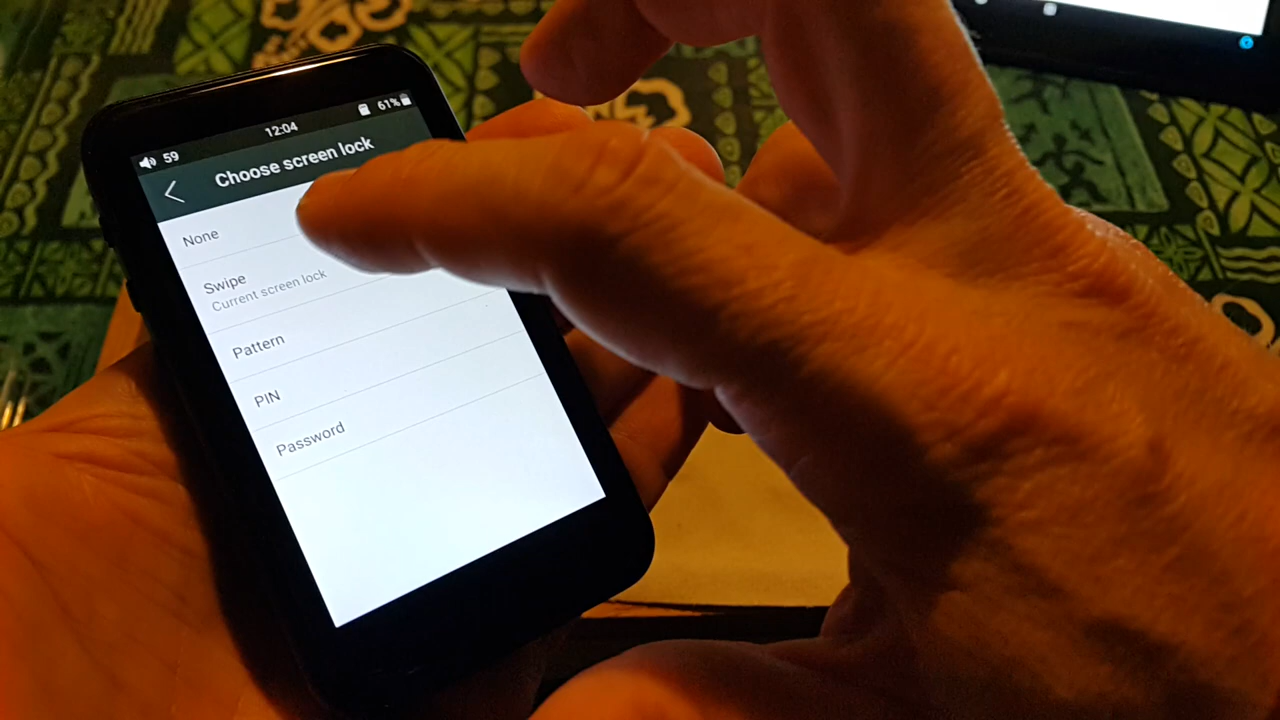 59
12:04
61%
Choose screen lock
None
Swipe
Current screen lock
Pattern
PIN
Password